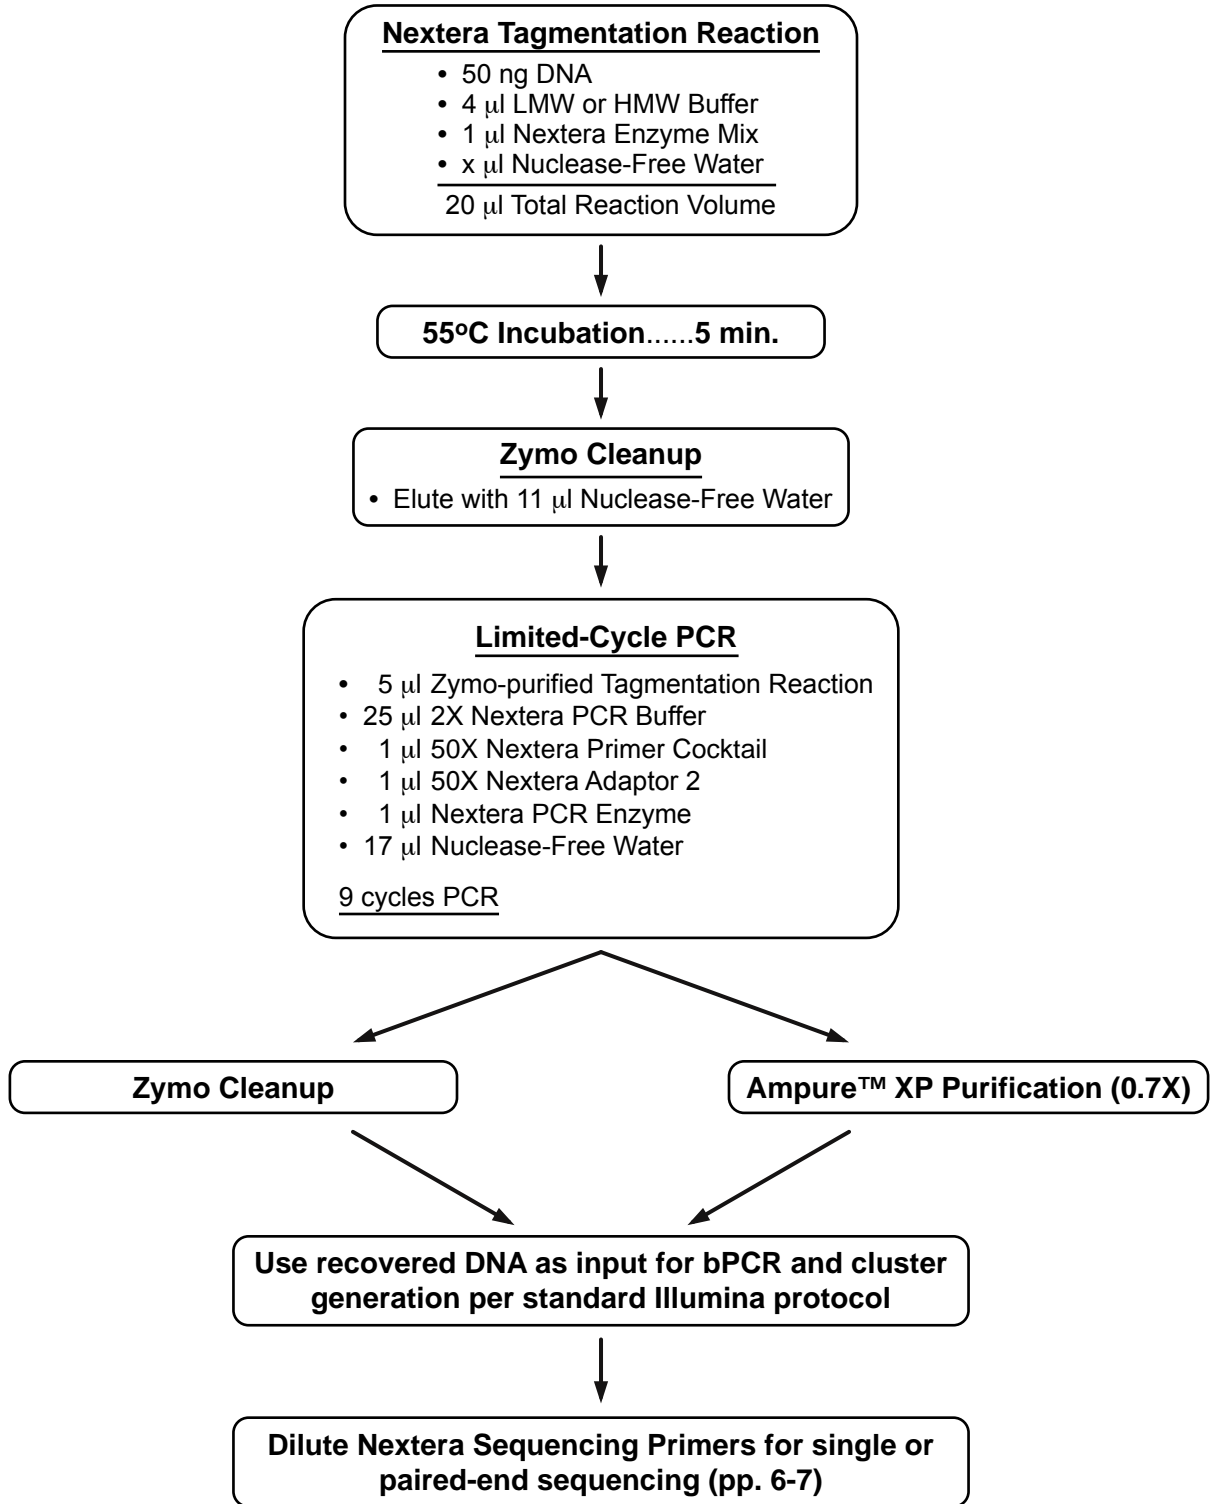 Nextera Tagmentation Reaction
• 50 ng DNA
• 4 µl LMW or HMW Buffer
• 1 µl Nextera Enzyme Mix
• x µl Nuclease-Free Water
20 µl Total Reaction Volume
55ºC Incubation......5 min.
Zymo Cleanup
• Elute with 11 µl Nuclease-Free Water
Limited-Cycle PCR
• 5 µl Zymo-purified Tagmentation Reaction
• 25 µl 2X Nextera PCR Buffer
• 1 µl 50X Nextera Primer Cocktail
• 1 µl 50X Nextera Adaptor 2
• 1 µl Nextera PCR Enzyme
• 17 µl Nuclease-Free Water
9 cycles PCR
Zymo Cleanup
Ampure™ XP Purification (0.7X)
Use recovered DNA as input for bPCR and cluster
generation per standard Illumina protocol
Dilute Nextera Sequencing Primers for single or
paired-end sequencing (pp. 6-7)